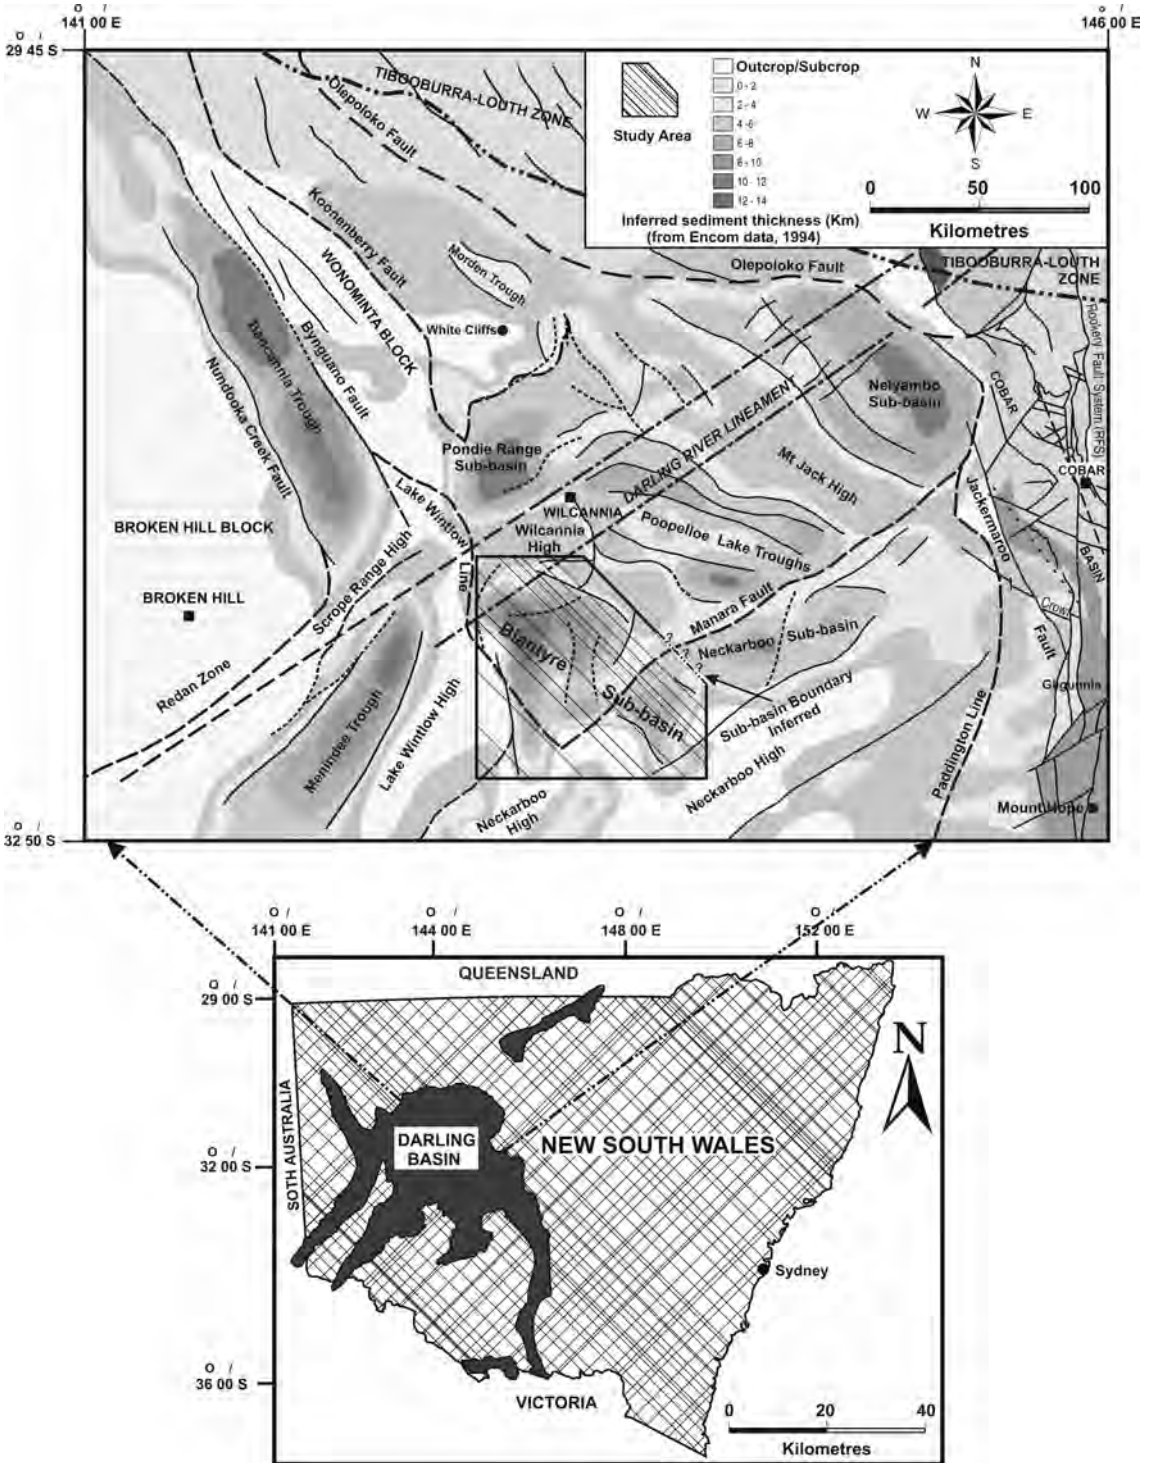 141 00 E
146 00 E
29 45 S
TIBOOBURRA-LOUTH ZONE
Olepoloko Fault
Study Area
Outcrop/Subcrop
0 - 2
2 - 4
4 - 6
6 - 8
8 - 10
10 - 12
12 - 14
Inferred sediment thickness (Km)
(from Encom data, 1994)
N
W
E
S
0
50
100
Kilometres
Koonenberry Fault
WONOMINTA BLOCK
Morden Trough
White Cliffs
Olepoloko Fault
TIBOOBURRA-LOUTH
ZONE
Rookery Fault System (RFS)
Bancannia Trough
Bynguano Fault
Nundooka Creek Fault
Nelyambo
Sub-basin
COBAR
COBAR
BASIN
DARLING RIVER LINEAMENT
Pondie Range
Sub-basin
Mt Jack High
Lake Wintlow
Line
WILCANNIA
Wilcannia
High
Poopelloe Lake Troughs
Jackermaroo
Fault
BROKEN HILL BLOCK
BROKEN HILL
Scrope Range High
Manara Fault
Crowl
Blantyre
Sub-basin
?
?
Neckarboo Sub-basin
Redan Zone
Sub-basin Boundary
Inferred
Gilgunnia
Menindee Trough
Lake Wintlow High
Neckarboo High
Paddington Line
Neckarboo
High
Mount Hope
32 50 S
141 00 E
144 00 E
148 00 E
152 00 E
QUEENSLAND
29 00 S
N
SOTH AUSTRALIA
DARLING
BASIN
NEW SOUTH WALES
32 00 S
Sydney
36 00 S
VICTORIA
0
20
40
Kilometres